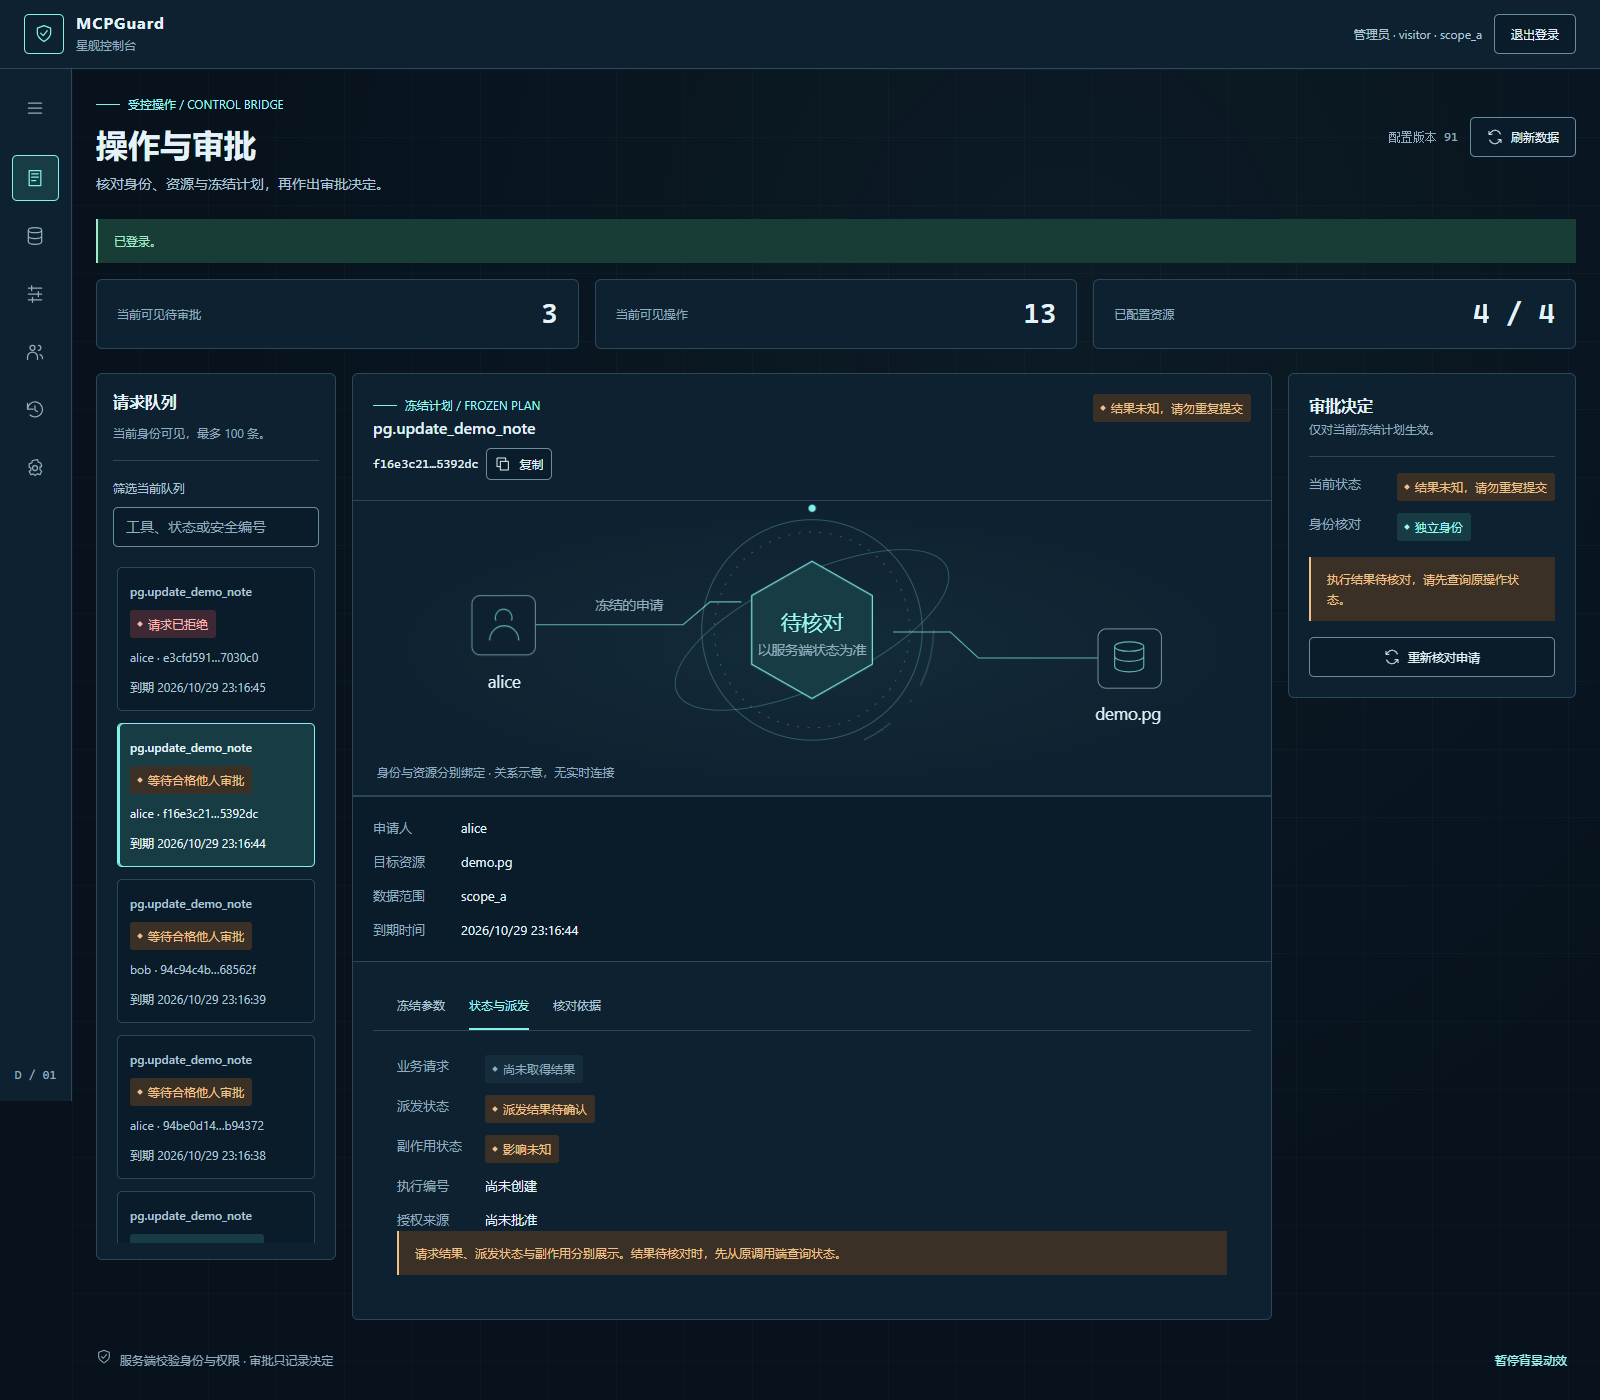 MCPGuard
星舰控制台
管理员 · visitor · scope_a
退出登录
受控操作 / CONTROL BRIDGE
操作与审批
核对身份、资源与冻结计划，再作出审批决定。
配置版本 91
刷新数据
已登录。
当前可见待审批
3
当前可见操作
13
已配置资源
4 / 4
请求队列
当前身份可见，最多 100 条。
筛选当前队列
工具、状态或安全编号
pg.update_demo_note
请求已拒绝
alice · e3cfd591...7030c0
到期 2026/10/29 23:16:45
pg.update_demo_note
等待合格他人审批
alice · f16e3c21...5392dc
到期 2026/10/29 23:16:44
pg.update_demo_note
等待合格他人审批
bob · 94c94c4b...68562f
到期 2026/10/29 23:16:39
pg.update_demo_note
等待合格他人审批
alice · 94be0d14...b94372
到期 2026/10/29 23:16:38
pg.update_demo_note
冻结计划 / FROZEN PLAN
pg.update_demo_note
f16e3c21…5392dc
复制
结果未知，请勿重复提交
冻结的申请
待核对
以服务端状态为准
alice
demo.pg
身份与资源分别绑定 · 关系示意，无实时连接
申请人 alice
目标资源 demo.pg
数据范围 scope_a
到期时间 2026/10/29 23:16:44
冻结参数 状态与派发 核对依据
业务请求 尚未取得结果
派发状态 派发结果待确认
副作用状态 影响未知
执行编号 尚未创建
授权来源 尚未批准
请求结果、派发状态与副作用分别展示。结果待核对时，先从原调用端查询状态。
审批决定
仅对当前冻结计划生效。
当前状态 结果未知，请勿重复提交
身份核对 独立身份
执行结果待核对，请先查询原操作状
态。
重新核对申请
D / 01
服务端校验身份与权限 · 审批只记录决定
暂停背景动效